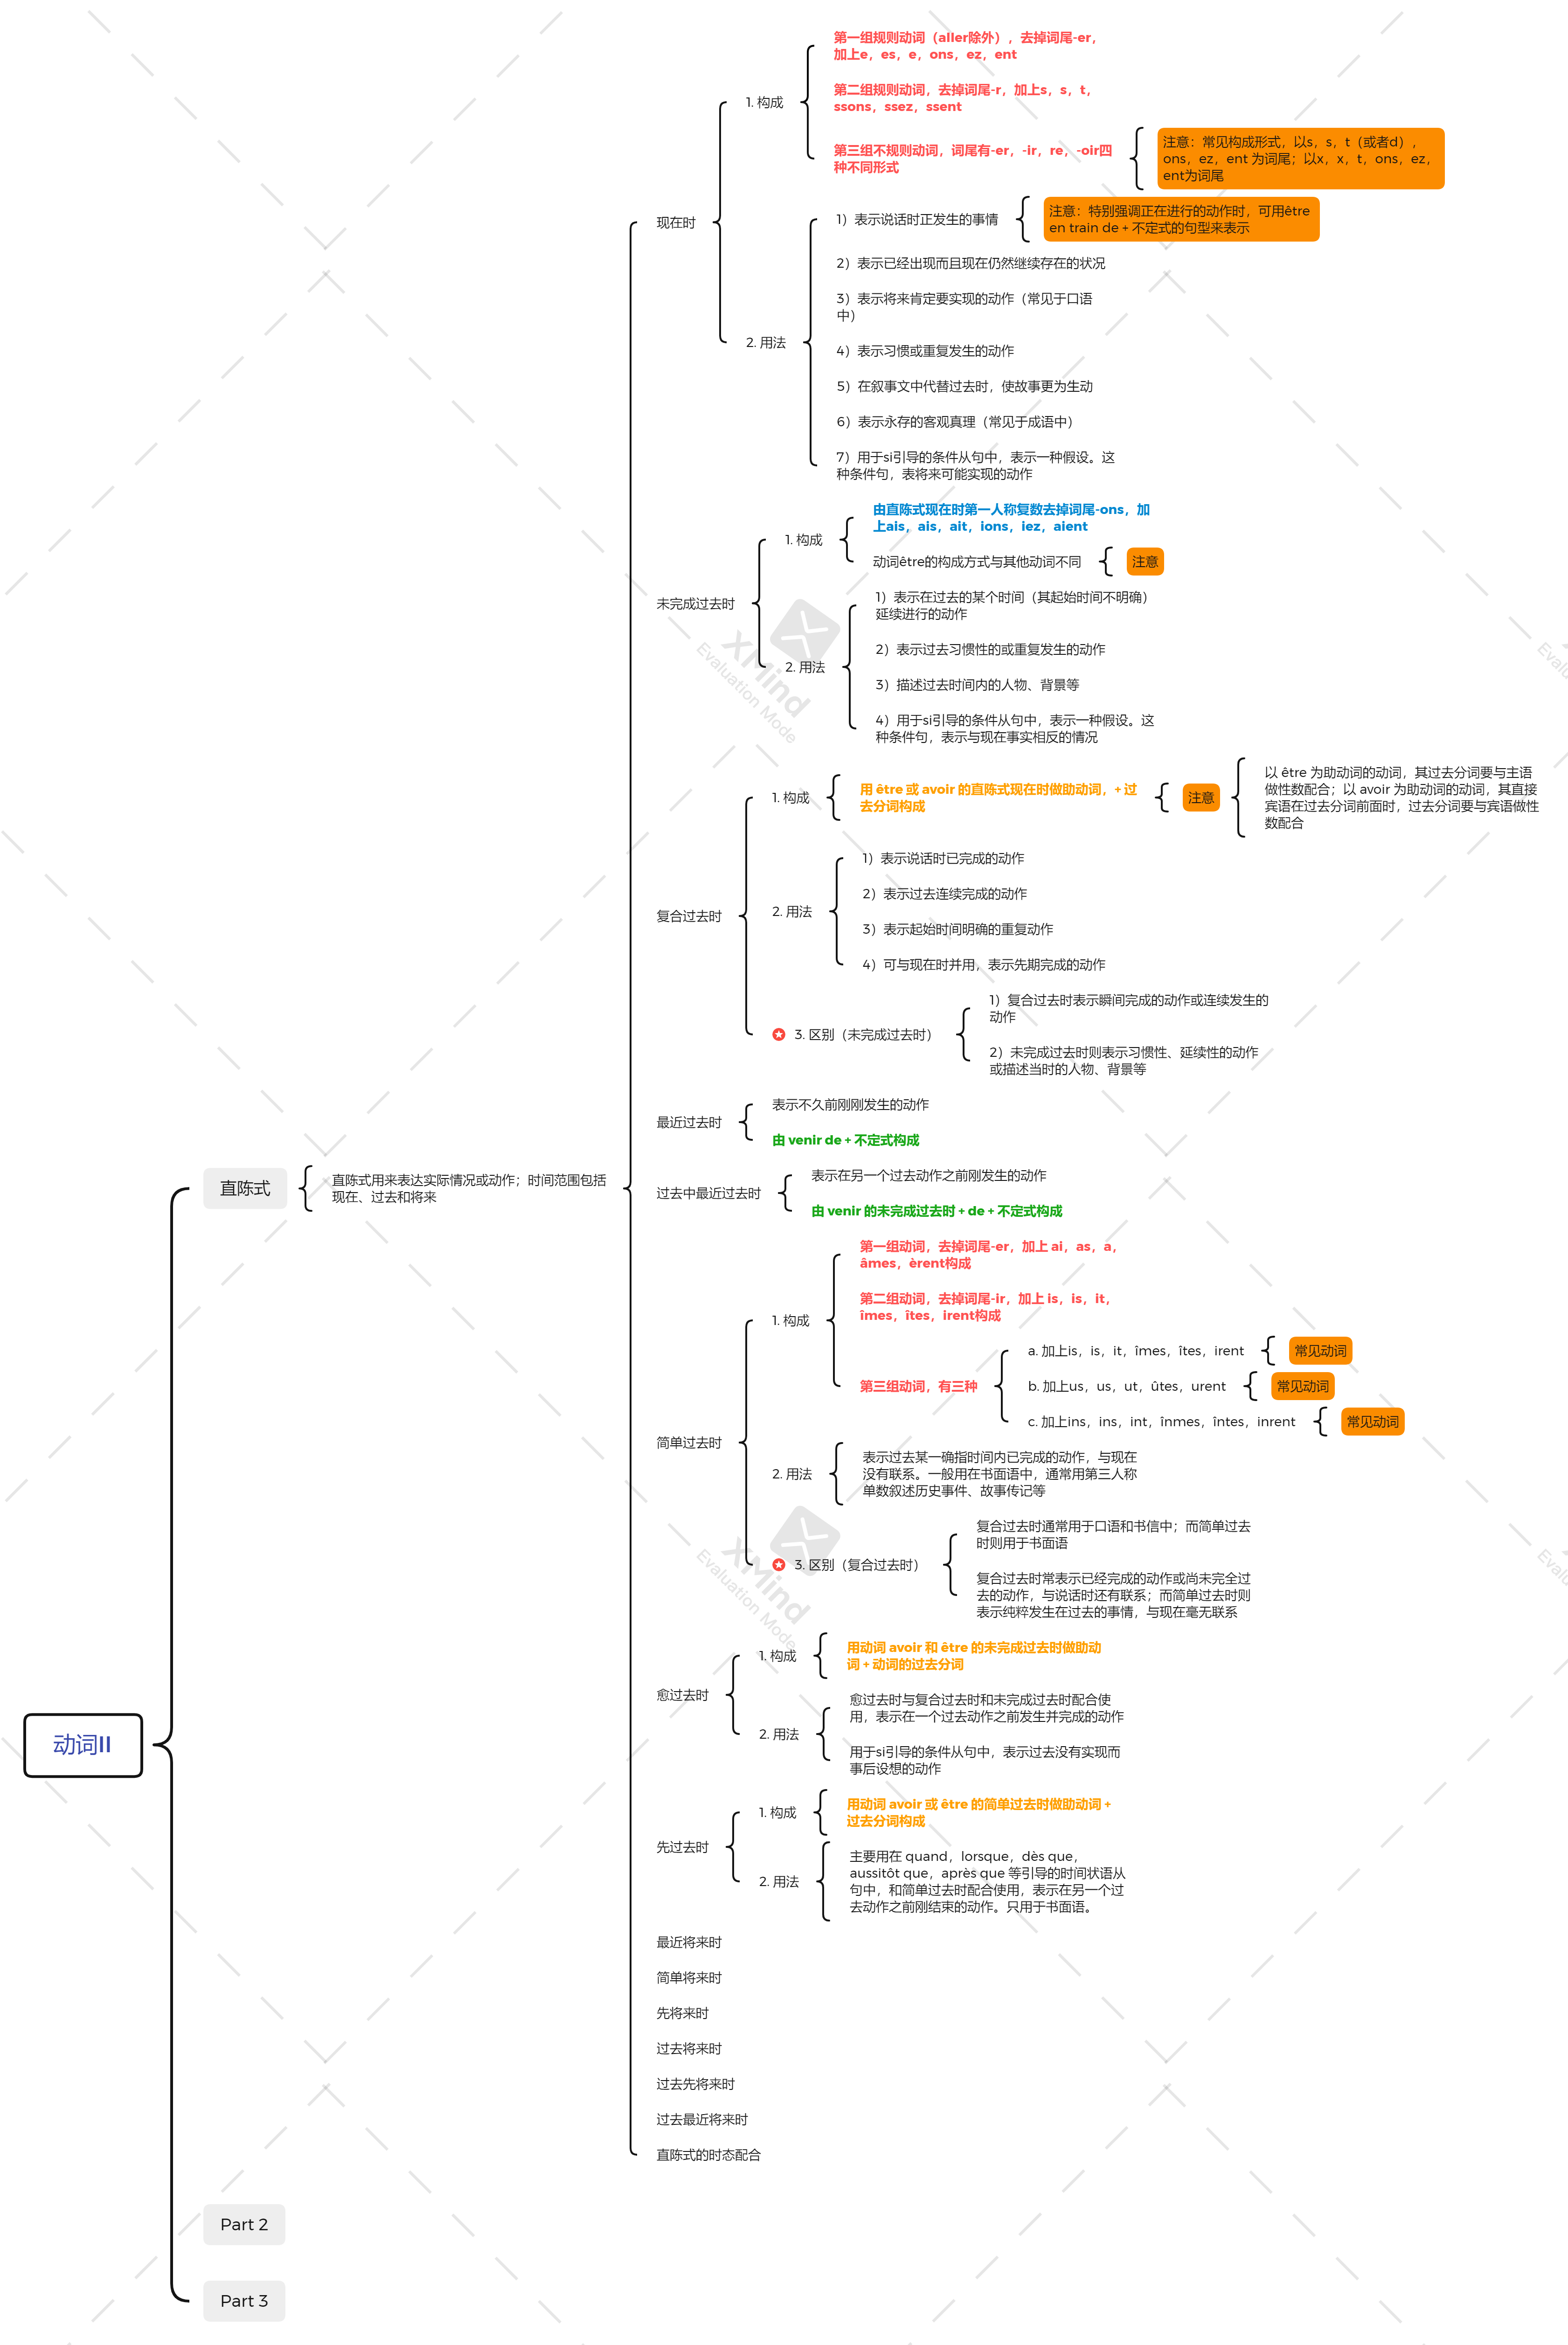 动词II
直陈式
直陈式用来表达实际情况或动作；时间范围包括
现在、过去和将来
现在时
1. 构成
第一组规则动词（aller除外），去掉词尾-er，
加上e，es，e，ons，ez，ent
第二组规则动词，去掉词尾-r，加上s，s，t，
ssons，ssez，ssent
第三组不规则动词，词尾有-er，-ir，re，-oir四
种不同形式
注意：常见构成形式，以s，s，t（或者d），
ons，ez，ent 为词尾；以x，x，t，ons，ez，
ent为词尾
2. 用法
1）表示说话时正发生的事情
注意：特别强调正在进行的动作时，可用être
en train de + 不定式的句型来表示
2）表示已经出现而且现在仍然继续存在的状况
3）表示将来肯定要实现的动作（常见于口语
中）
4）表示习惯或重复发生的动作
5）在叙事文中代替过去时，使故事更为生动
6）表示永存的客观真理（常见于成语中）
7）用于si引导的条件从句中，表示一种假设。这
种条件句，表将来可能实现的动作
未完成过去时
1. 构成
由直陈式现在时第一人称复数去掉词尾-ons，加
上ais，ais，ait，ions，iez，aient
动词être的构成方式与其他动词不同
注意
2. 用法
1）表示在过去的某个时间（其起始时间不明确）
延续进行的动作
2）表示过去习惯性的或重复发生的动作
3）描述过去时间内的人物、背景等
4）用于si引导的条件从句中，表示一种假设。这
种条件句，表示与现在事实相反的情况
复合过去时
1. 构成
用 être 或 avoir 的直陈式现在时做助动词，+ 过
去分词构成
注意
以 être 为助动词的动词，其过去分词要与主语
做性数配合；以 avoir 为助动词的动词，其直接
宾语在过去分词前面时，过去分词要与宾语做性
数配合
2. 用法
1）表示说话时已完成的动作
2）表示过去连续完成的动作
3）表示起始时间明确的重复动作
4）可与现在时并用，表示先期完成的动作
3. 区别（未完成过去时）
1）复合过去时表示瞬间完成的动作或连续发生的
动作
2）未完成过去时则表示习惯性、延续性的动作
或描述当时的人物、背景等
最近过去时
表示不久前刚刚发生的动作
由 venir de + 不定式构成
过去中最近过去时
表示在另一个过去动作之前刚发生的动作
由 venir 的未完成过去时 + de + 不定式构成
简单过去时
1. 构成
第一组动词，去掉词尾-er，加上 ai，as，a，
âmes，èrent构成
第二组动词，去掉词尾-ir，加上 is，is，it，
îmes，îtes，irent构成
第三组动词，有三种
a. 加上is，is，it，îmes，îtes，irent
常见动词
b. 加上us，us，ut，ûtes，urent
常见动词
c. 加上ins，ins，int，înmes，întes，inrent
常见动词
2. 用法
表示过去某一确指时间内已完成的动作，与现在
没有联系。一般用在书面语中，通常用第三人称
单数叙述历史事件、故事传记等
3. 区别（复合过去时）
复合过去时通常用于口语和书信中；而简单过去
时则用于书面语
复合过去时常表示已经完成的动作或尚未完全过
去的动作，与说话时还有联系；而简单过去时则
表示纯粹发生在过去的事情，与现在毫无联系
愈过去时
1. 构成
用动词 avoir 和 être 的未完成过去时做助动
词 + 动词的过去分词
2. 用法
愈过去时与复合过去时和未完成过去时配合使
用，表示在一个过去动作之前发生并完成的动作
用于si引导的条件从句中，表示过去没有实现而
事后设想的动作
先过去时
1. 构成
用动词 avoir 或 être 的简单过去时做助动词 +
过去分词构成
2. 用法
主要用在 quand，lorsque，dès que，
aussitôt que，après que 等引导的时间状语从
句中，和简单过去时配合使用，表示在另一个过
去动作之前刚结束的动作。只用于书面语。
最近将来时
简单将来时
先将来时
过去将来时
过去先将来时
过去最近将来时
直陈式的时态配合
Part 2
Part 3
XMind
Evaluation Mode
XMind
Evaluation Mode